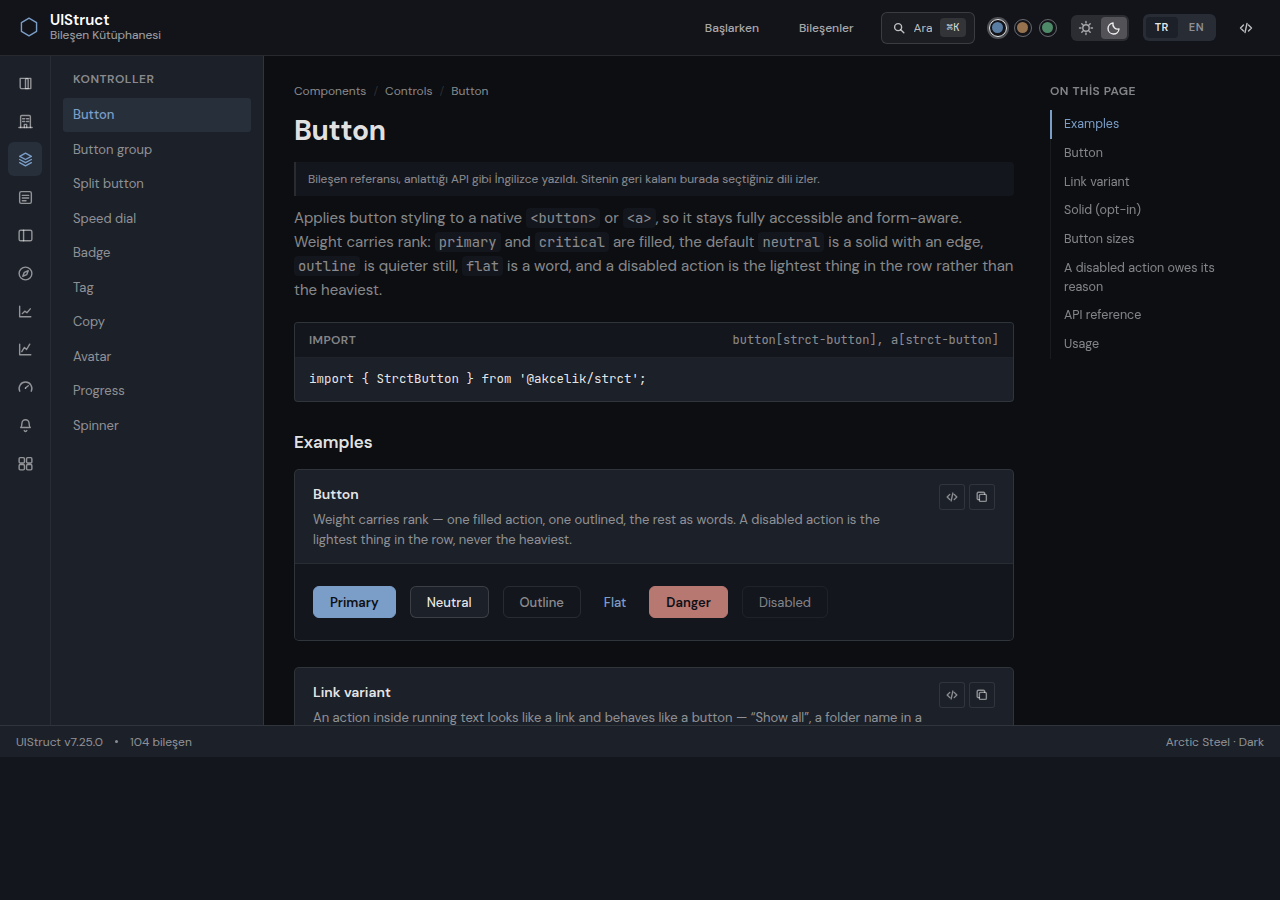 UIStruct
Bileşen Kütüphanesi
Başlarken
Bileşenler
Ara ⌘K
TR EN
KONTROLLER
Button
Button group
Split button
Speed dial
Badge
Tag
Copy
Avatar
Progress
Spinner
Components / Controls / Button
Button
Bileşen referansı, anlattığı API gibi İngilizce yazıldı. Sitenin geri kalanı burada seçtiğiniz dili izler.
Applies button styling to a native <button> or <a>, so it stays fully accessible and form-aware.
Weight carries rank: primary and critical are filled, the default neutral is a solid with an edge,
outline is quieter still, flat is a word, and a disabled action is the lightest thing in the row rather than
the heaviest.
IMPORT button[strct-button], a[strct-button]
import { StrctButton } from '@akcelik/strct';
Examples
Button
Weight carries rank — one filled action, one outlined, the rest as words. A disabled action is the
lightest thing in the row, never the heaviest.
Primary Neutral Outline Flat Danger Disabled
Link variant
An action inside running text looks like a link and behaves like a button — “Show all”, a folder name in a
ON THİS PAGE
Examples
Button
Link variant
Solid (opt-in)
Button sizes
A disabled action owes its
reason
API reference
Usage
UIStruct v7.25.0 • 104 bileşen
Arctic Steel · Dark